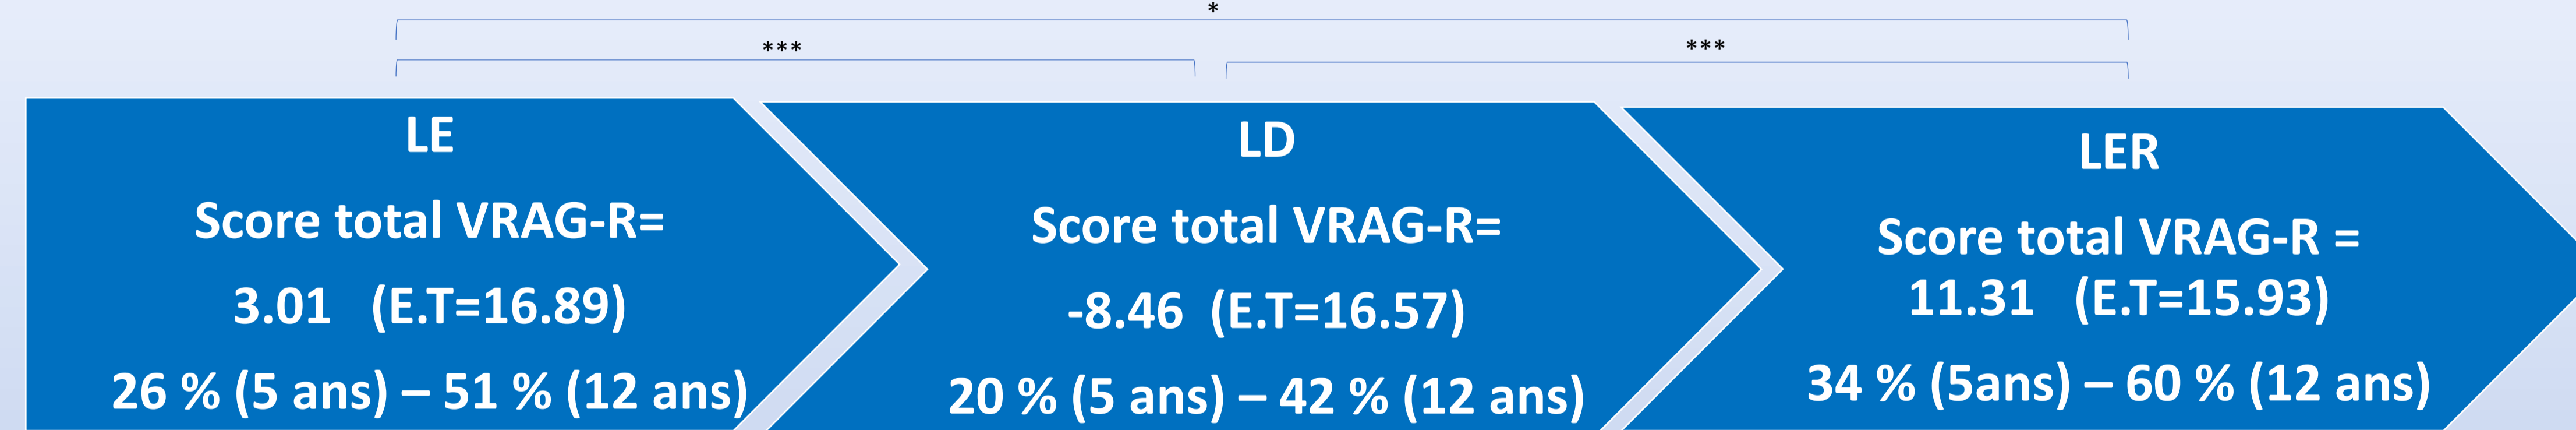 *
***
***
LE
Score total VRAG-R=
3.01 (E.T=16.89)
26 % (5 ans) – 51 % (12 ans)
LD
Score total VRAG-R=
-8.46 (E.T=16.57)
20 % (5 ans) – 42 % (12 ans)
LER
Score total VRAG-R =
11.31 (E.T=15.93)
34 % (5ans) – 60 % (12 ans)